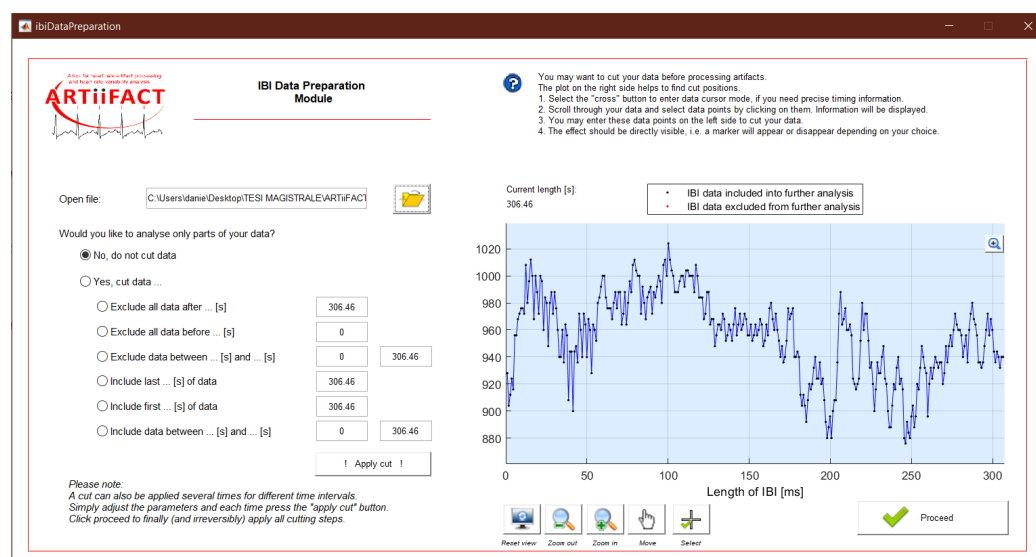 ibiDataPreparation
A tool for heart rate artifact processing
and heart rate variability analysis
ARTiiFACT
IBI Data Preparation
Module
You may want to cut your data before processing artifacts.
The plot on the right side helps to find cut positions.
1. Select the "cross" button to enter data cursor mode, if you need precise timing information.
2. Scroll through your data and select data points by clicking on them. Information will be displayed.
3. You may enter these data points on the left side to cut your data.
4. The effect should be directly visible, i.e. a marker will appear or disappear depending on your choice.
Open file:
C:\Users\danie\Desktop\TESI MAGISTRALE\ARTiiFACT
Would you like to analyse only parts of your data?
No, do not cut data
Yes, cut data ...
Exclude all data after ... [s] 306.46
Exclude all data before ... [s] 0
Exclude data between ... [s] and ... [s] 0 306.46
Include last ... [s] of data 306.46
Include first ... [s] of data 306.46
Include data between ... [s] and ... [s] 0 306.46
! Apply cut !
Please note:
A cut can also be applied several times for different time intervals.
Simply adjust the parameters and each time press the "apply cut" button.
Click proceed to finally (and irreversibly) apply all cutting steps.
Current length [s]:
306.46
IBI data included into further analysis
IBI data excluded from further analysis
1020
1000
980
960
940
920
900
880
0 50 100 150 200 250 300
Length of IBI [ms]
Reset view Zoom out Zoom in Move Select
Proceed